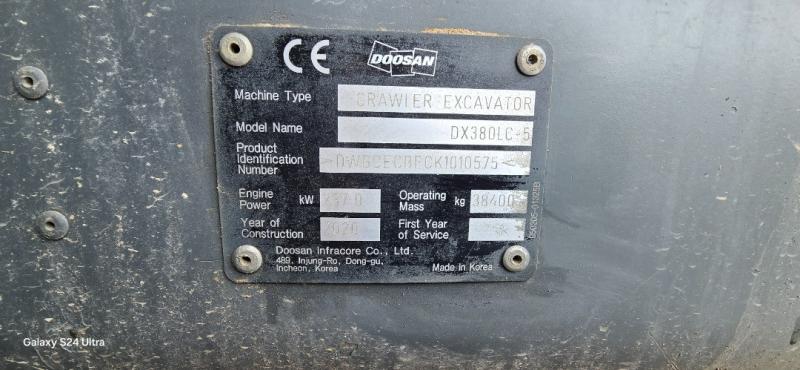 CE
DOOSAN
Machine Type CRAWLER EXCAVATOR
Model Name DX380LC-5
Product
Identification
Number
Engine
Power kW Operating
Mass kg 38400
Year of
Construction 2020 First Year
of Service
Doosan Infracore Co., Ltd.
489, Injung-Ro, Dong-gu,
Incheon, Korea Made in Korea
Galaxy S24 Ultra